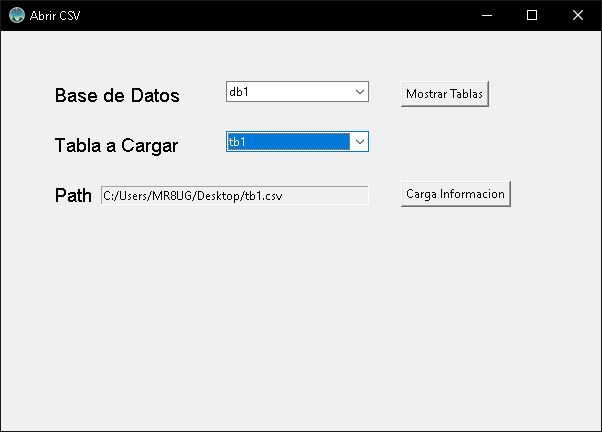 Abrir CSV
Base de Datos db1 Mostrar Tablas
Tabla a Cargar tb1
Path C:/Users/MR8UG/Desktop/tb1.csv Carga Informacion